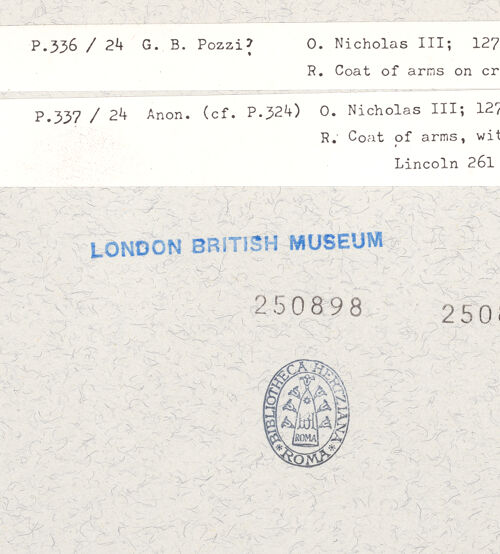 P.336 / 24 G. B. Pozzi? O. Nicholas III; 127
R. Coat of arms on cr
P.337 / 24 Anon. (cf. P.324) O. Nicholas III; 127
R. Coat of arms, wit
Lincoln 261
LONDON BRITISH MUSEUM
250898 250
BIBLIOTHECA HERTZIANA
ROMA
* ROMA *